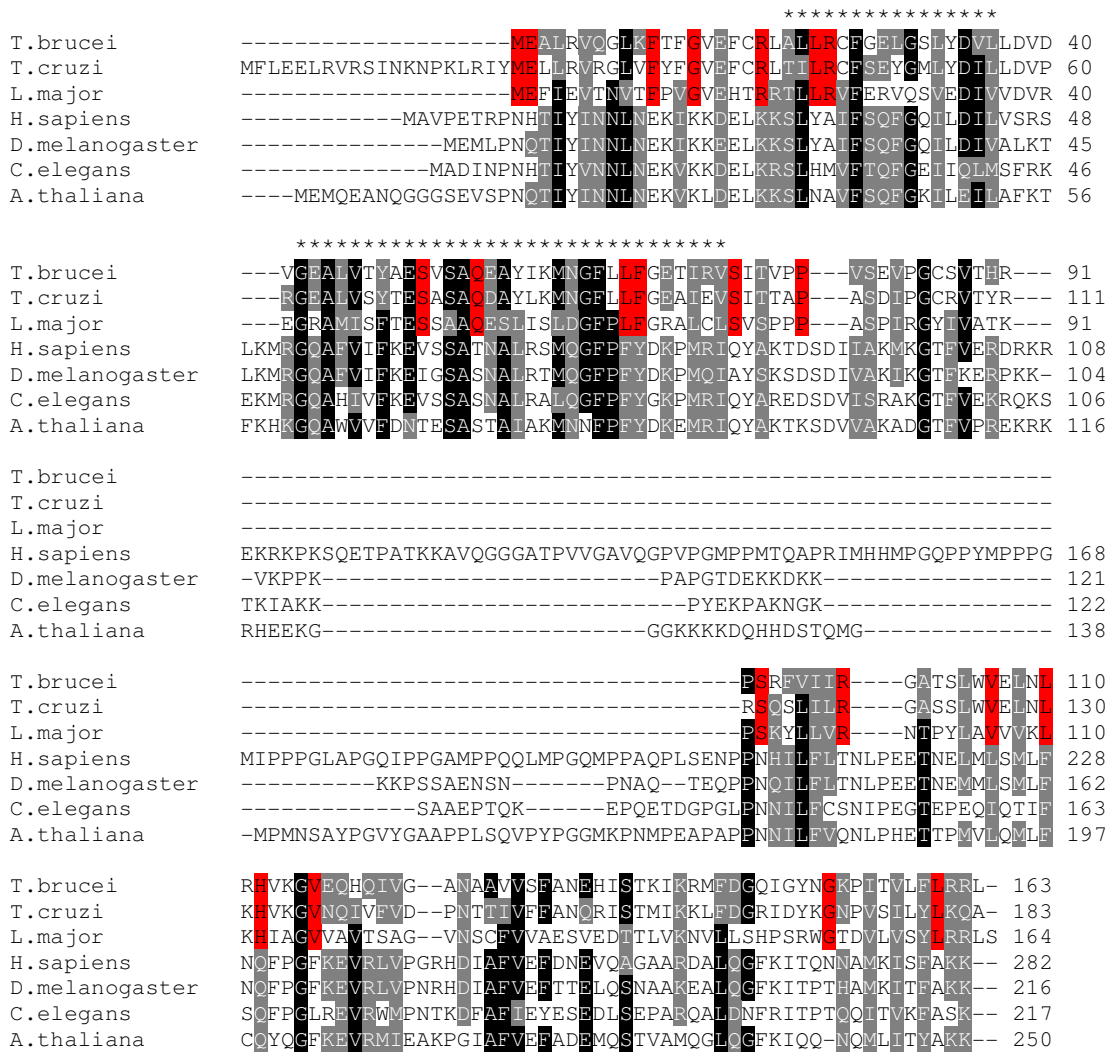 ****************
T.brucei --------------------MEALRVQGLKFTFGVEFCRLALLRCFGELGSLYDVLLDVD 40
T.cruzi MFLEELRVRSINKNPKLRIYMELLRVRGLVFYFGVEFCRLTILRCFSEYGMLYDILLDVP 60
L.major --------------------MEFIEVTNVTFPVGVEHTRRTLLRVFERVQSVEDIVVDVR 40
H.sapiens ------------MAVPETRPNHTIYINNLNEKIKKDELKKSLYAIFSQFGQILDILVSRS 48
D.melanogaster ---------------MEMLPNQTIYINNLNEKIKKEELKKSLYAIFSQFGQILDIVALKT 45
C.elegans --------------MADINPNHTIYVNNLNEKVKKDELKRSLHMVFTQFGEIIQLMSFRK 46
A.thaliana ----MEMQEANQGGGSEVSPNQTIYINNLNEKVKLDELKKSLNAVFSQFGKILEILAFKT 56
********************************
T.brucei ---VGEALVTYAESVSAQEAYIKMNGFLLFGETIRVSITVPP---VSEVPGCSVTHR--- 91
T.cruzi ---RGEALVSYTESASAQDAYLKMNGFLLFGEAIEVSITTAP---ASDIPGCRVTYR--- 111
L.major ---EGRAMISFTESSAAQESLISLDGFPLFGRALCLSVSPPP---ASPIRGYIVATK--- 91
H.sapiens LKMRGQAFVIFKEVSSATNALRSMQGFPFYDKPMRIQYAKTDSDIIAKMKGTFVERDRKR 108
D.melanogaster LKMRGQAFVIFKEIGSASNALRTMQGFPFYDKPMQIAYSKSDSDIVAKIKGTFKERPKK- 104
C.elegans EKMRGQAHIVFKEVSSASNALRALQGFPFYGKPMRIQYAREDSDVISRAKGTFVEKRQKS 106
A.thaliana FKHKGQAWVVFDNTESASTAIAKMNNFPFYDKEMRIQYAKTKSDVVAKADGTFVPREKRK 116
T.brucei ------------------------------------------------------------
T.cruzi ------------------------------------------------------------
L.major ------------------------------------------------------------
H.sapiens EKRKPKSQETPATKKAVQGGGATPVVGAVQGPVPGMPPMTQAPRIMHHMPGQPPYMPPPG 168
D.melanogaster -VKPPK-------------------------PAPGTDEKKDKK----------------- 121
C.elegans TKIAKK---------------------------PYEKPAKNGK----------------- 122
A.thaliana RHEEKG------------------------GGKKKKDQHHDSTQMG-------------- 138
T.brucei -------------------------------------PSRFVIIR----GATSLWVELNL 110
T.cruzi -------------------------------------RSQSLILR----GASSLWVELNL 130
L.major -------------------------------------PSKYLLVR----NTPYLAVVVKL 110
H.sapiens MIPPPGLAPGQIPPGAMPPQQLMPGQMPPAQPLSENPPNHILFLTNLPEETNELMLSMLF 228
D.melanogaster ----------KKPSSAENSN-------PNAQ--TEQPPNQILFLTNLPEETNEMMLSMLF 162
C.elegans -------------SAAEPTQK------EPQETDGPGLPNNILFCSNIPEGTEPEQIQTIF 163
A.thaliana -MPMNSAYPGVYGAAPPLSQVPYPGGMKPNMPEAPAPPNNILFVQNLPHETTPMVLQMLF 197
T.brucei RHVKGVEQHQIVG--ANAAVVSFANEHISTKIKRMFDGQIGYNGKPITVLFLRRL- 163
T.cruzi KHVKGVNQIVFVD--PNTTIVFFANQRISTMIKKLFDGRIDYKGNPVSILYLKQA- 183
L.major KHIAGVVAVTSAG--VNSCFVVAESVEDTTLVKNVLLSHPSRWGTDVLVSYLRRLS 164
H.sapiens NQFPGFKEVRLVPGRHDIAFVEFDNEVQAGAARDALQGFKITQNNAMKISFAKK-- 282
D.melanogaster NQFPGFKEVRLVPNRHDIAFVEFTTELQSNAAKEALQGFKITPTHAMKITFAKK-- 216
C.elegans SQFPGLREVRWMPNTKDFAFIEYESEDLSEPARQALDNFRITPTQQITVKFASK-- 217
A.thaliana CQYQGFKEVRMIEAKPGIAFVEFADEMQSTVAMQGLQGFKIQQ-NQMLITYAKK-- 250